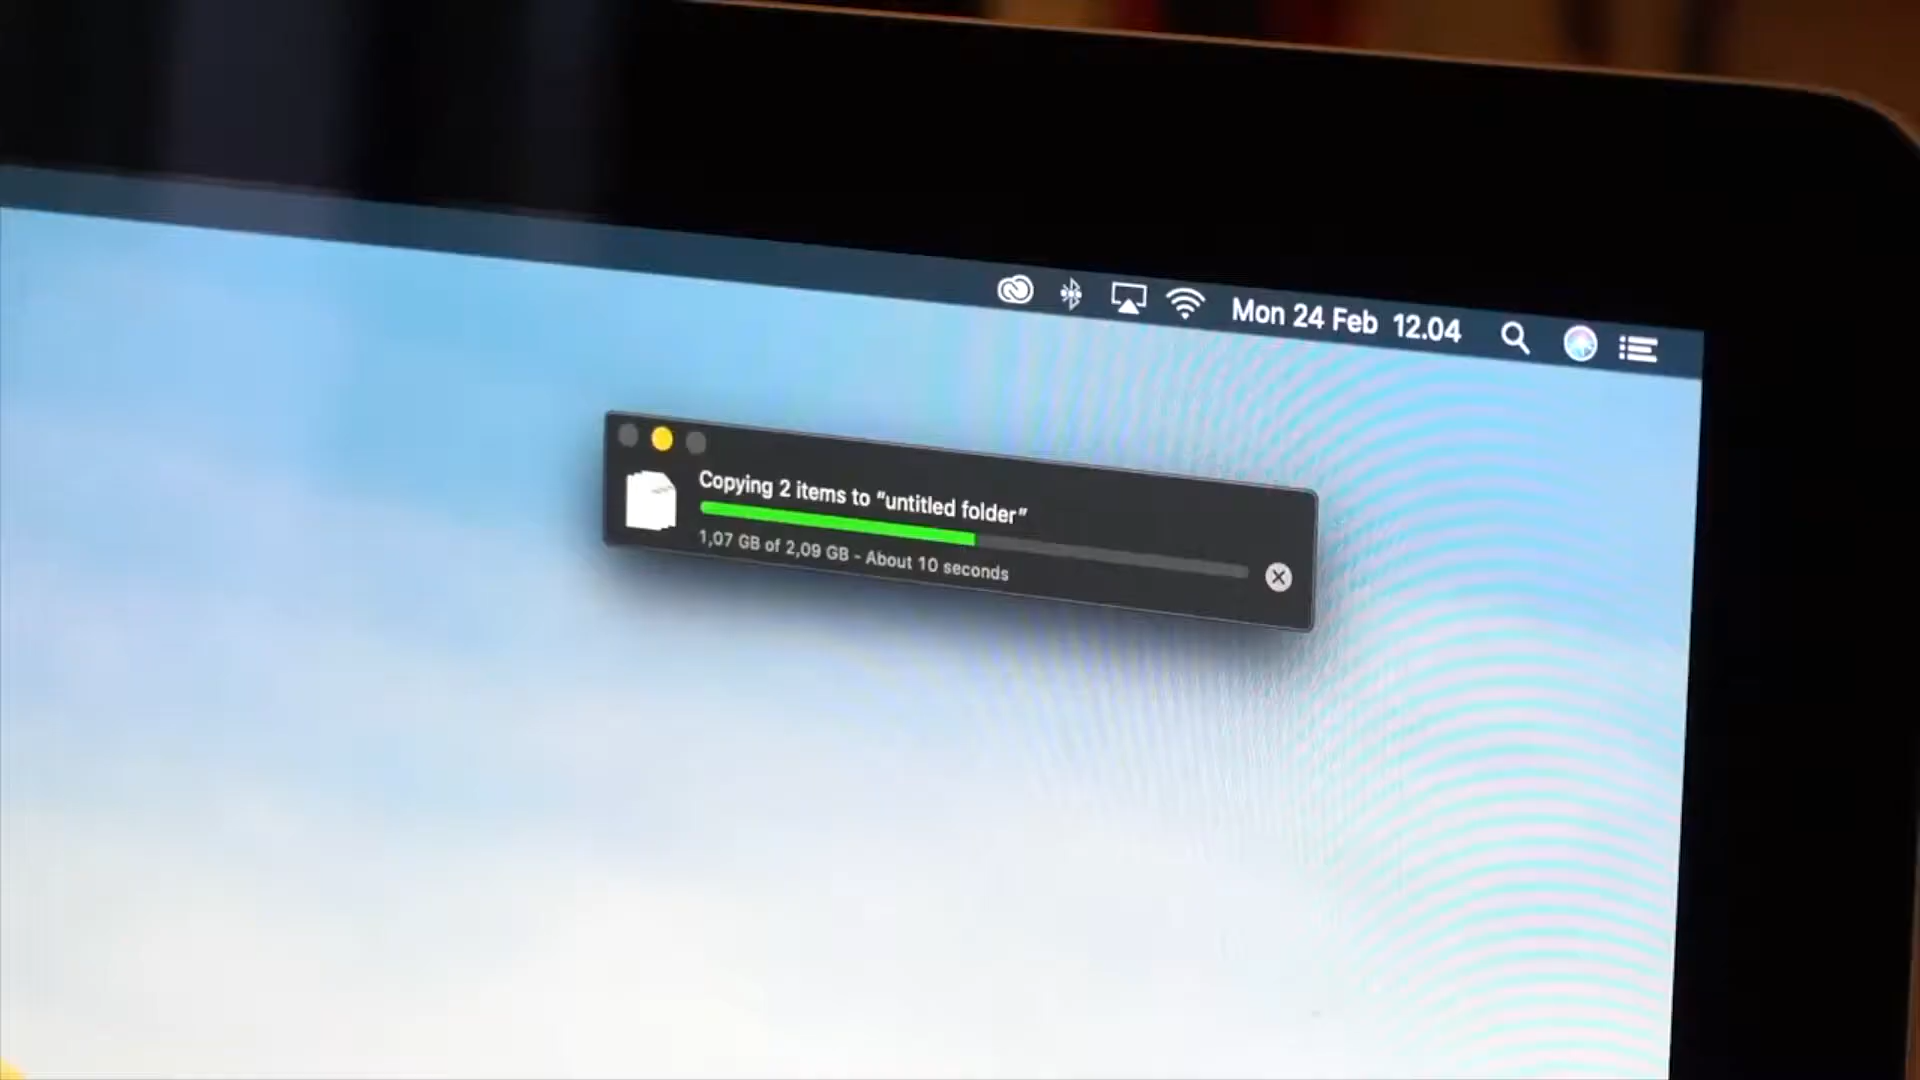 Mon 24 Feb 12.04
Copying 2 items to “untitled folder”
1,07 GB of 2,09 GB - About 10 seconds